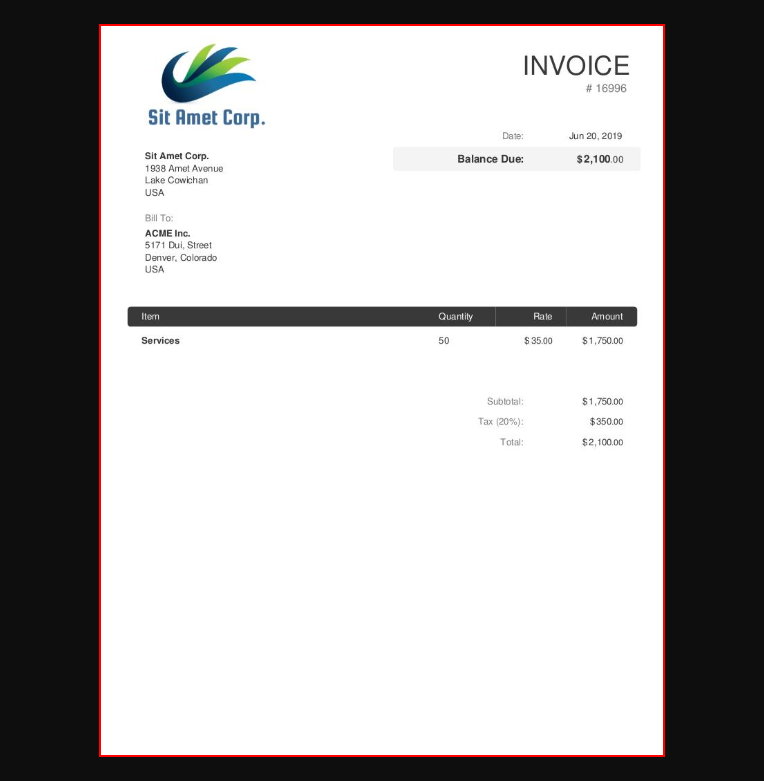 Sit Amet Corp.
INVOICE
# 16996
Date: Jun 20, 2019
Balance Due: $2,100.00
Sit Amet Corp.
1938 Amet Avenue
Lake Cowichan
USA
Bill To:
ACME Inc.
5171 Dui, Street
Denver, Colorado
USA
Item Quantity Rate Amount
Services 50 $35.00 $1,750.00
Subtotal: $1,750.00
Tax (20%): $350.00
Total: $2,100.00